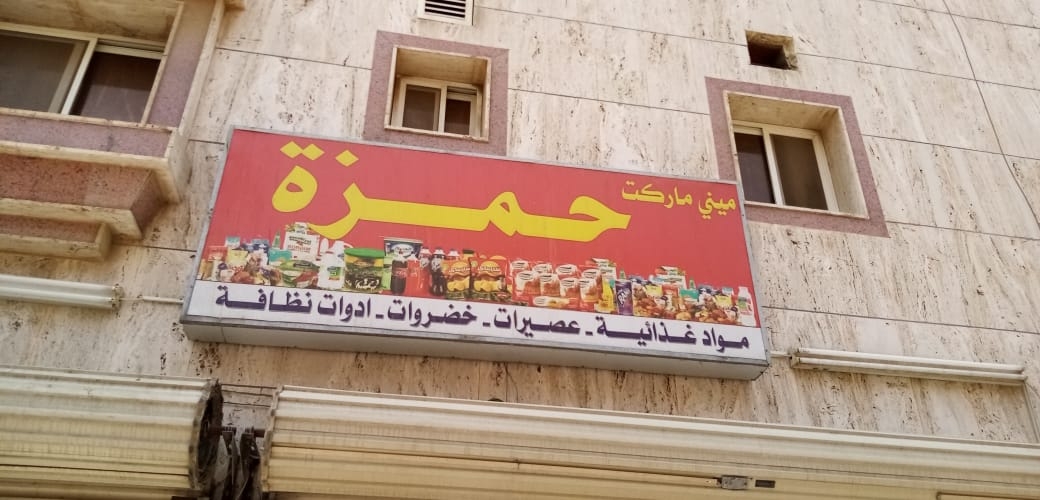 ميني ماركت
حمزة
مواد غذائية - عصيرات - خضروات - ادوات نظافة